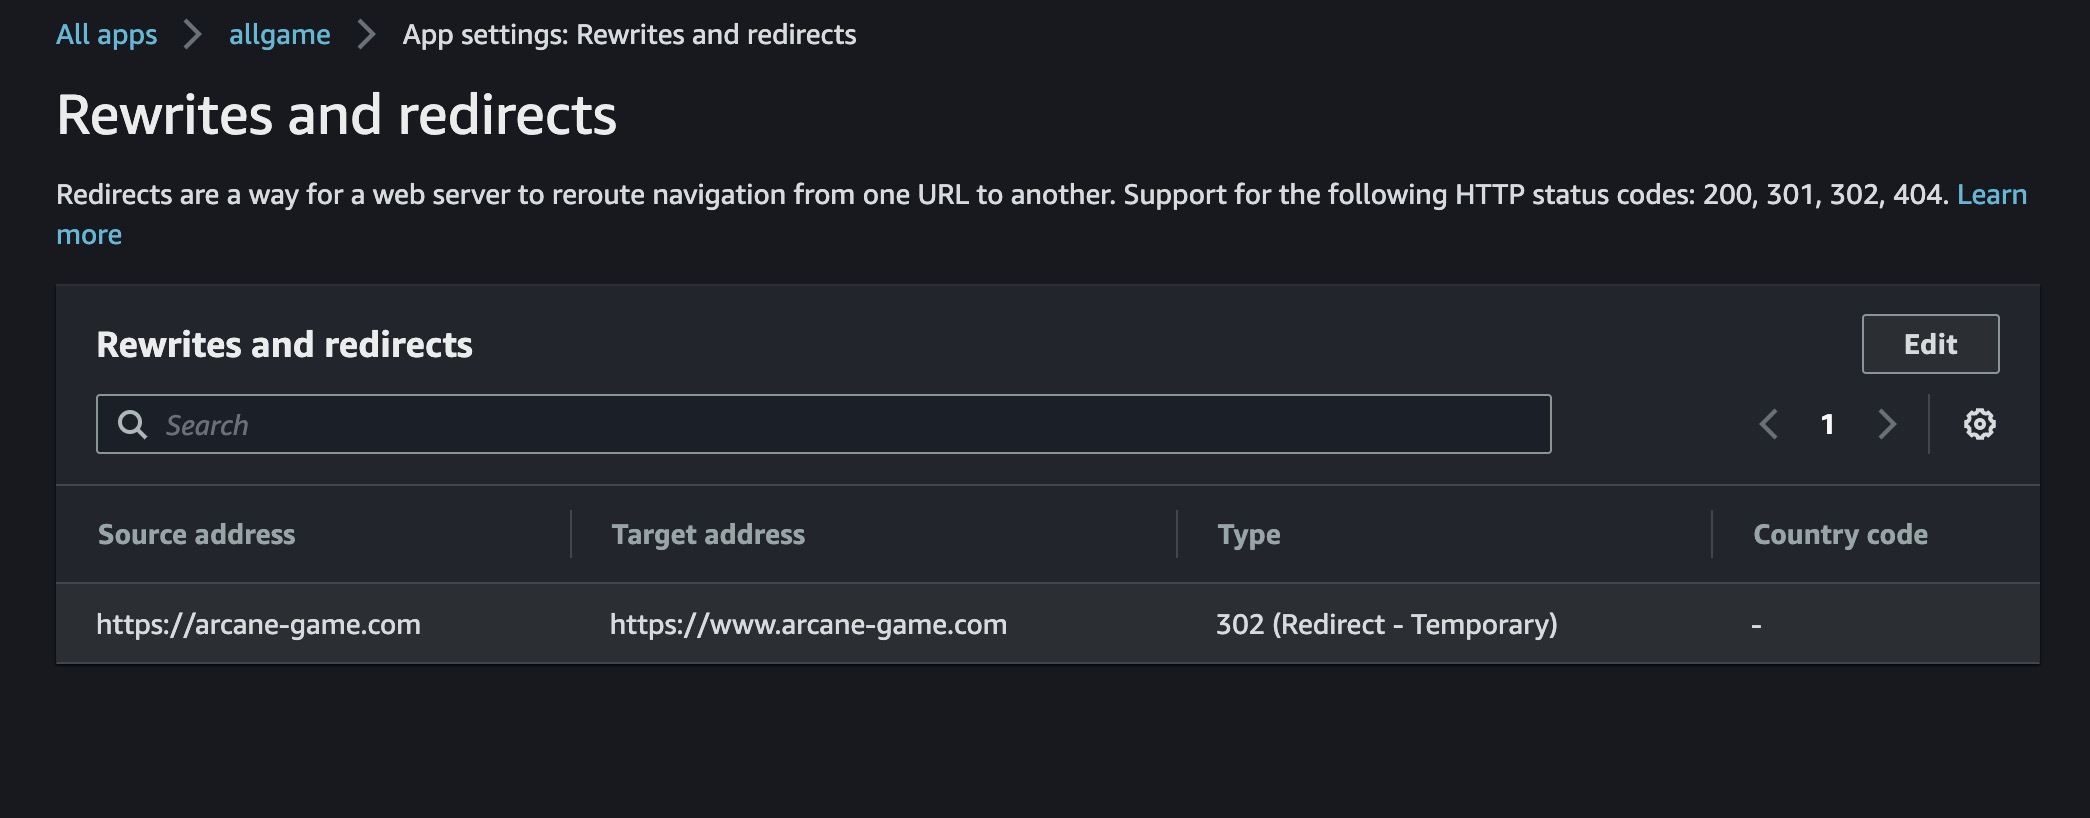 All apps > allgame > App settings: Rewrites and redirects
Rewrites and redirects
Redirects are a way for a web server to reroute navigation from one URL to another. Support for the following HTTP status codes: 200, 301, 302, 404. Learn
more
Rewrites and redirects
Edit
Search
1
Source address Target address Type Country code
https://arcane-game.com https://www.arcane-game.com 302 (Redirect - Temporary) -